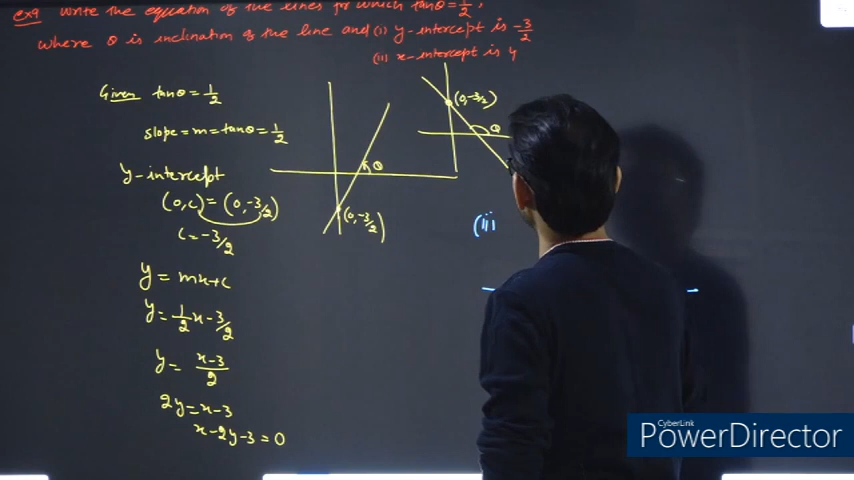 ex9 Write the equation of the lines for which tanθ = 1/2,
where θ is inclination of the line and (i) y-intercept is -3/2
(ii) x-intercept is 4
Given tanθ = 1/2
slope = m = tanθ = 1/2
y-intercept
(0, c) = (0, -3/2)
c = -3/2
y = mx+c
y = 1/2 x - 3/2
y = x-3/2
2y = x-3
x-2y-3 = 0
θ
(0, -3/2)
(0, -3/2)
θ
(ii
CyberLink
PowerDirector